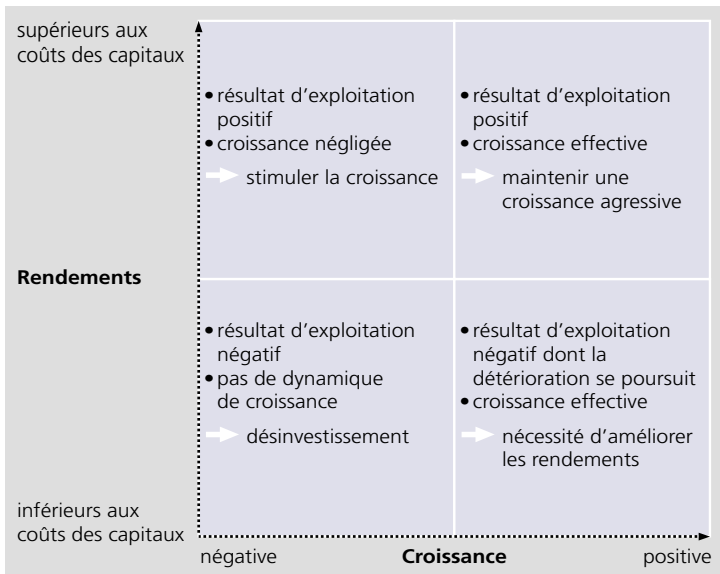 supérieurs aux
coûts des capitaux
• résultat d'exploitation
positif
• croissance négligée
stimuler la croissance
• résultat d'exploitation
positif
• croissance effective
maintenir une
croissance agressive
Rendements
• résultat d'exploitation
négatif
• pas de dynamique
de croissance
désinvestissement
• résultat d'exploitation
négatif dont la
détérioration se poursuit
• croissance effective
nécessité d'améliorer
les rendements
inférieurs aux
coûts des capitaux
négative
Croissance
positive